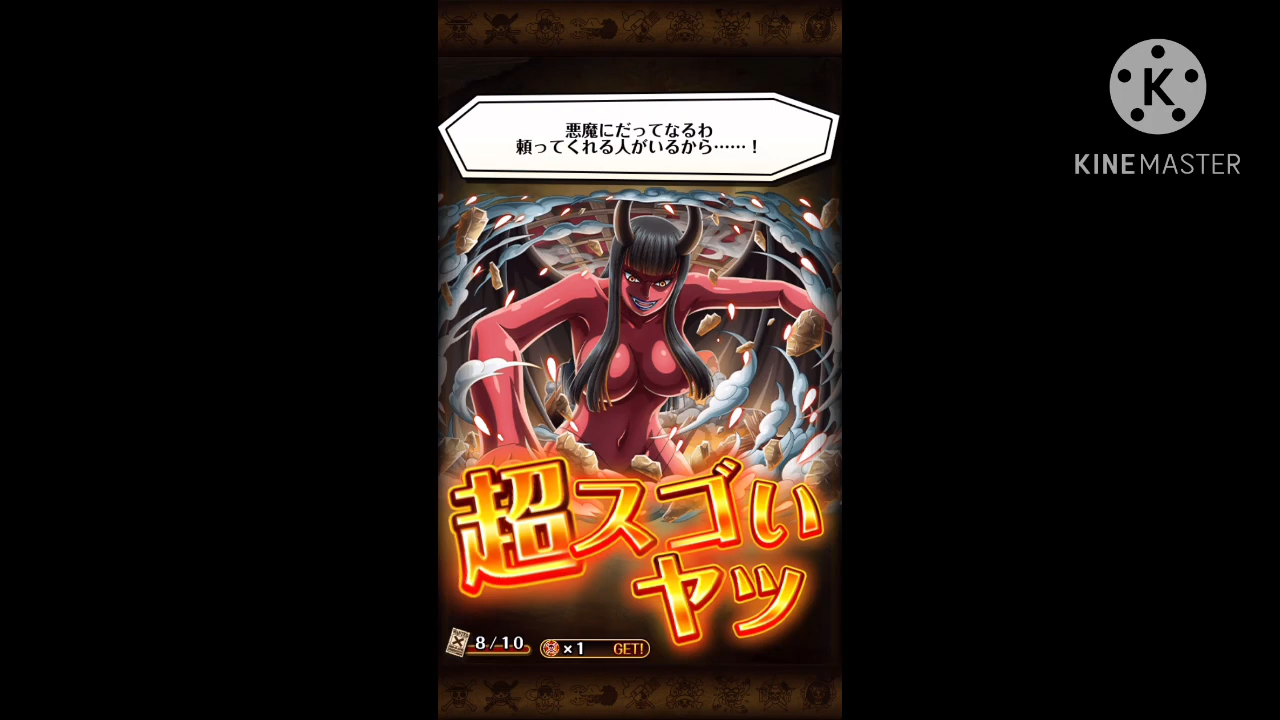 悪魔にだってなるわ
頼ってくれる人がいるから……！
KINEMASTER
超スゴい
ヤツ
8/10
×1 GET!